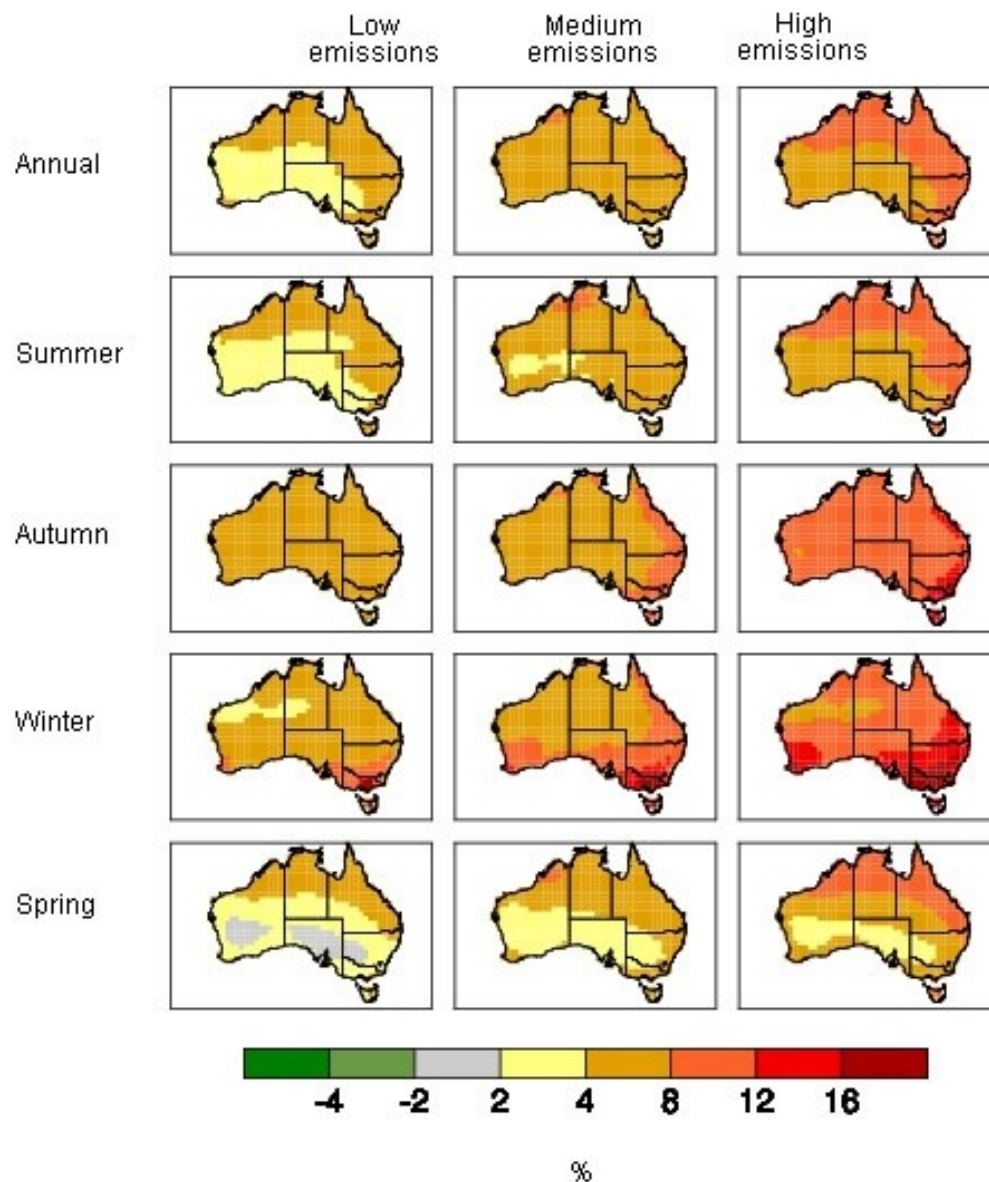 Low emissions
Medium emissions
High emissions
Annual
Summer
Autumn
Winter
Spring
-4 -2 2 4 8 12 16
%